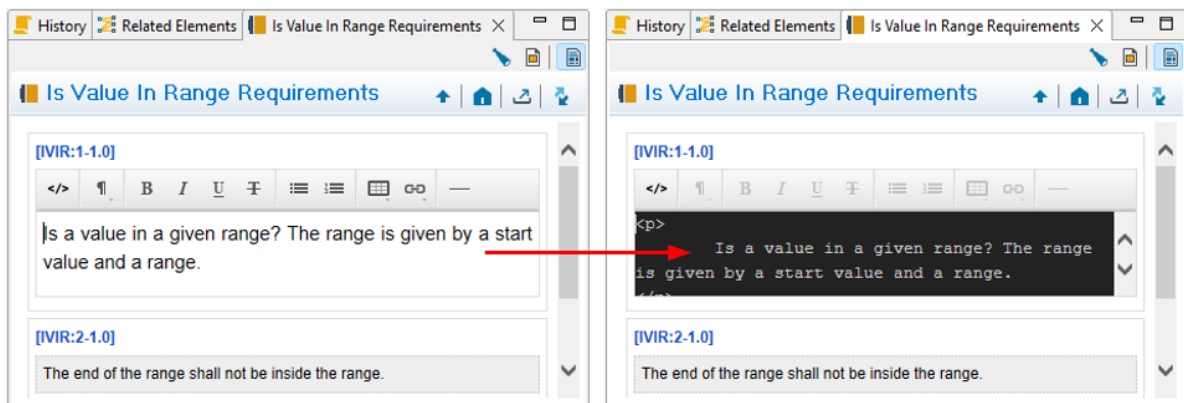 History Related Elements Is Value In Range Requirements
Is Value In Range Requirements
[IVIR:1-1.0]
</> ¶ B I U T
Is a value in a given range? The range is given by a start
value and a range.
[IVIR:2-1.0]
The end of the range shall not be inside the range.
History Related Elements Is Value In Range Requirements
Is Value In Range Requirements
[IVIR:1-1.0]
</> ¶ B I U T
<p>
Is a value in a given range? The range
is given by a start value and a range.
</p>
[IVIR:2-1.0]
The end of the range shall not be inside the range.